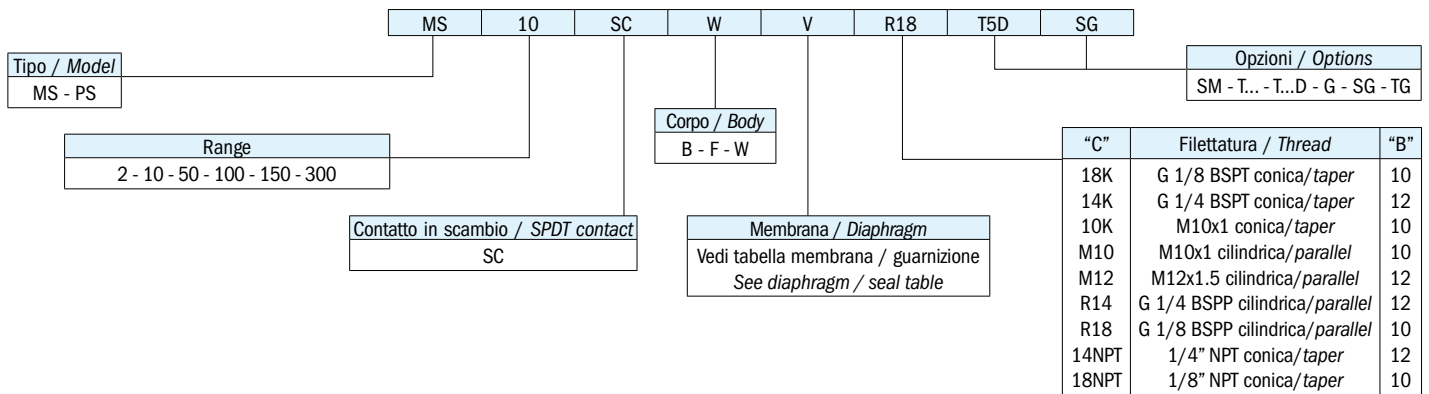 MS 10 SC W V R18 T5D SG
Tipo / Model
MS - PS
Opzioni / Options
SM - T... - T...D - G - SG - TG
Corpo / Body
B - F - W
Range
2 - 10 - 50 - 100 - 150 - 300
Contatto in scambio / SPDT contact
SC
Membrana / Diaphragm
Vedi tabella membrana / guarnizione
See diaphragm / seal table
“C” Filettatura / Thread “B”
18K G 1/8 BSPT conica/taper 10
14K G 1/4 BSPT conica/taper 12
10K M10x1 conica/taper 10
M10 M10x1 cilindrica/parallel 10
M12 M12x1.5 cilindrica/parallel 12
R14 G 1/4 BSPP cilindrica/parallel 12
R18 G 1/8 BSPP cilindrica/parallel 10
14NPT 1/4” NPT conica/taper 12
18NPT 1/8” NPT conica/taper 10